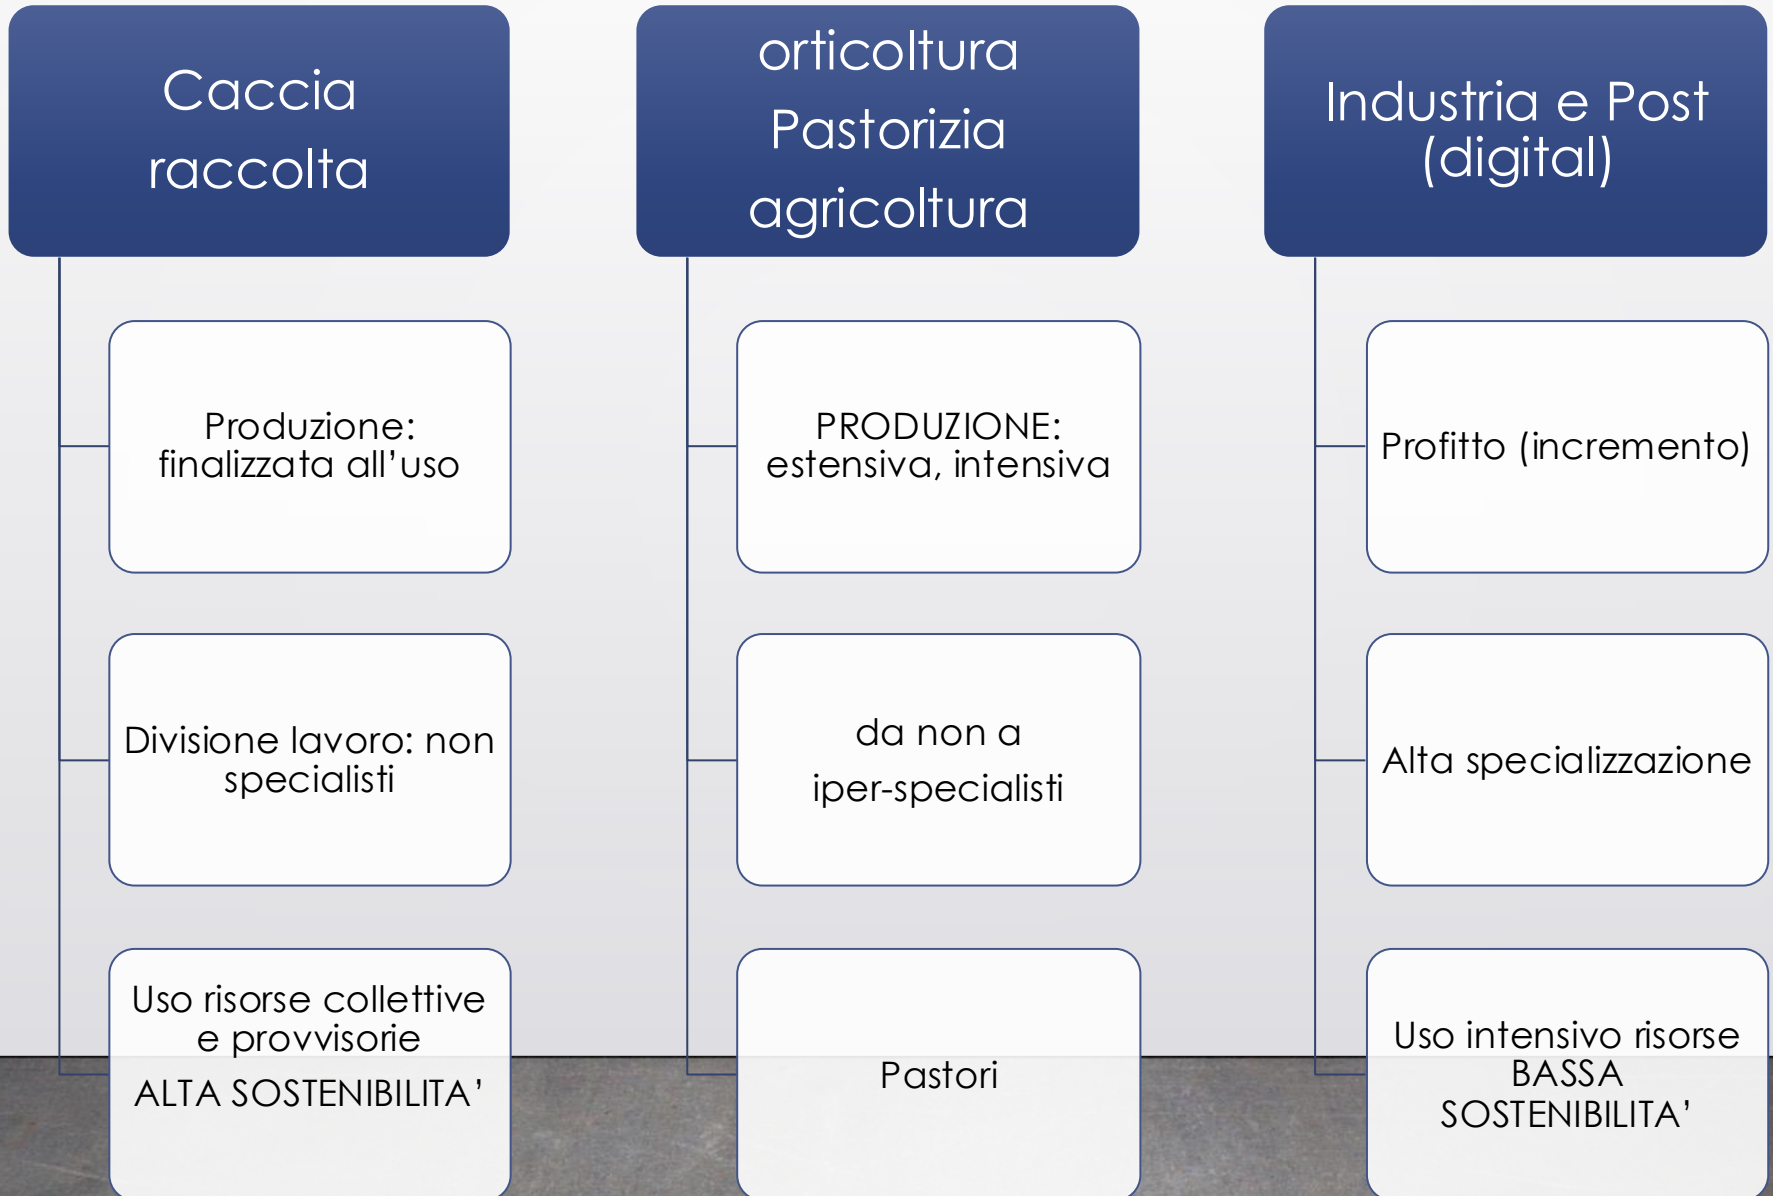 Caccia
raccolta
Produzione:
finalizzata all’uso
Divisione lavoro: non
specialisti
Uso risorse collettive
e provvisorie
ALTA SOSTENIBILITA’
orticoltura
Pastorizia
agricoltura
PRODUZIONE:
estensiva, intensiva
da non a
iper-specialisti
Pastori
Industria e Post
(digital)
Profitto (incremento)
Alta specializzazione
Uso intensivo risorse
BASSA
SOSTENIBILITA’